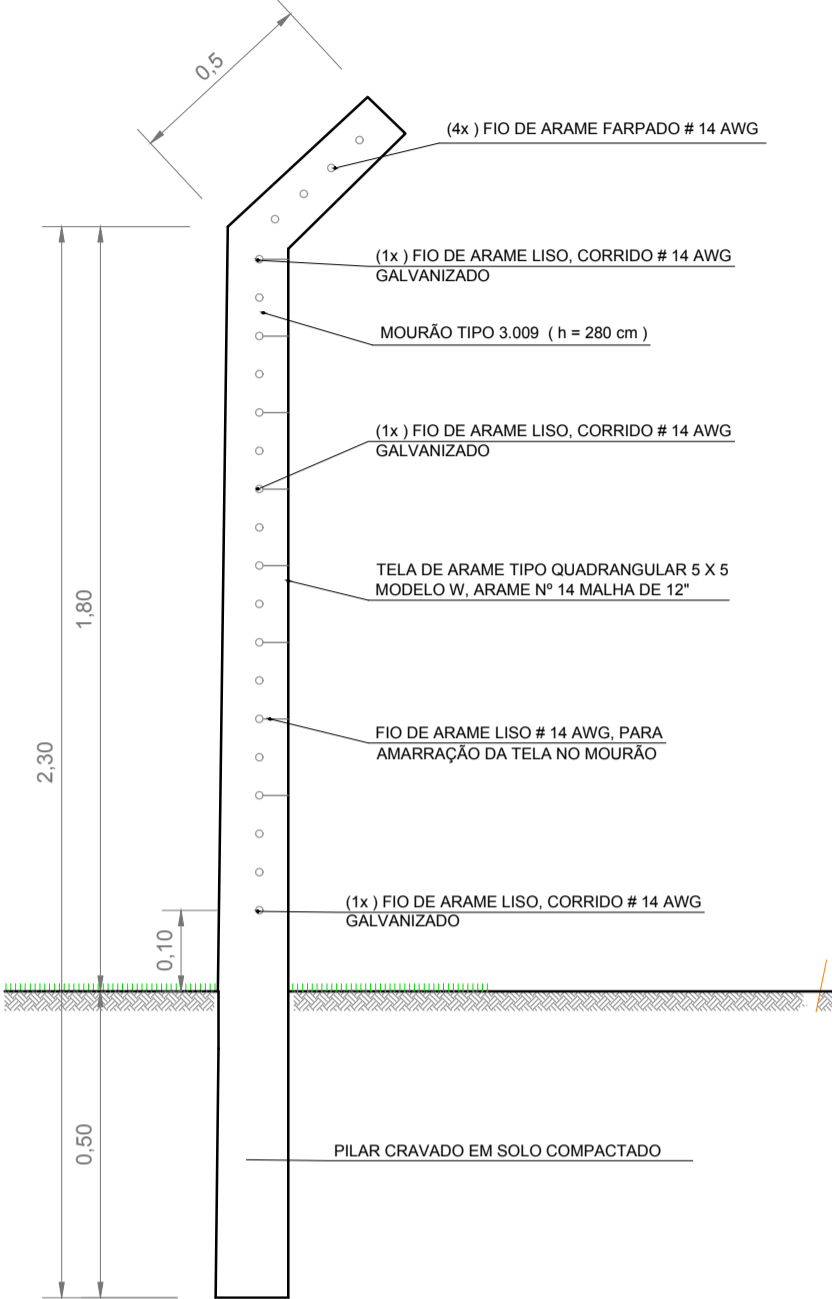 0,5
(4x ) FIO DE ARAME FARPADO # 14 AWG
(1x ) FIO DE ARAME LISO, CORRIDO # 14 AWG
GALVANIZADO
MOURÃO TIPO 3.009 ( h = 280 cm )
(1x ) FIO DE ARAME LISO, CORRIDO # 14 AWG
GALVANIZADO
TELA DE ARAME TIPO QUADRANGULAR 5 X 5
MODELO W, ARAME Nº 14 MALHA DE 12"
1,80
2,30
FIO DE ARAME LISO # 14 AWG, PARA
AMARRAÇÃO DA TELA NO MOURÃO
(1x ) FIO DE ARAME LISO, CORRIDO # 14 AWG
GALVANIZADO
0,10
0,50
PILAR CRAVADO EM SOLO COMPACTADO